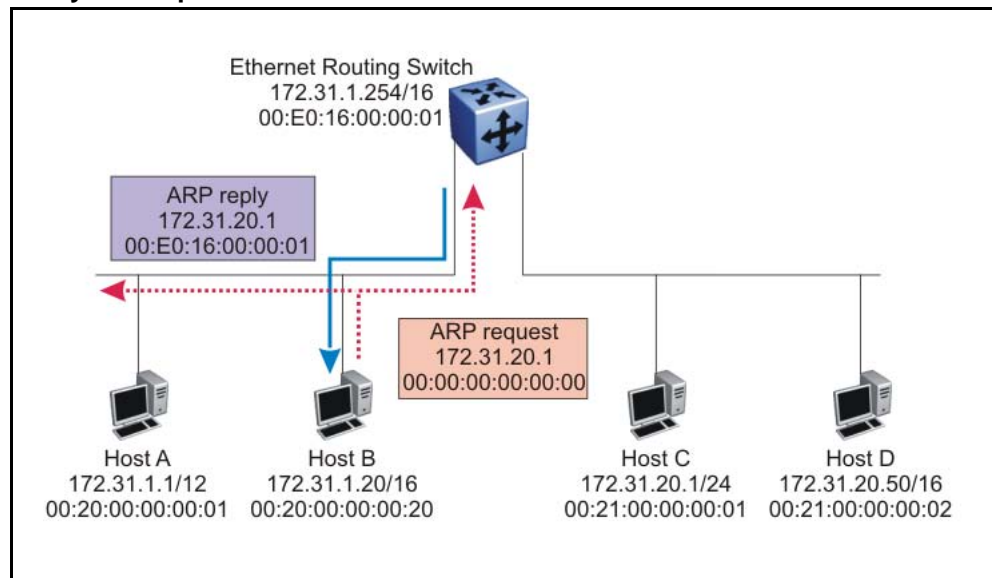 Ethernet Routing Switch
172.31.1.254/16
00:E0:16:00:00:01
ARP reply
172.31.20.1
00:E0:16:00:00:01
ARP request
172.31.20.1
00:00:00:00:00:00
Host A
172.31.1.1/12
00:20:00:00:00:01
Host B
172.31.1.20/16
00:20:00:00:00:20
Host C
172.31.20.1/24
00:21:00:00:00:01
Host D
172.31.20.50/16
00:21:00:00:00:02